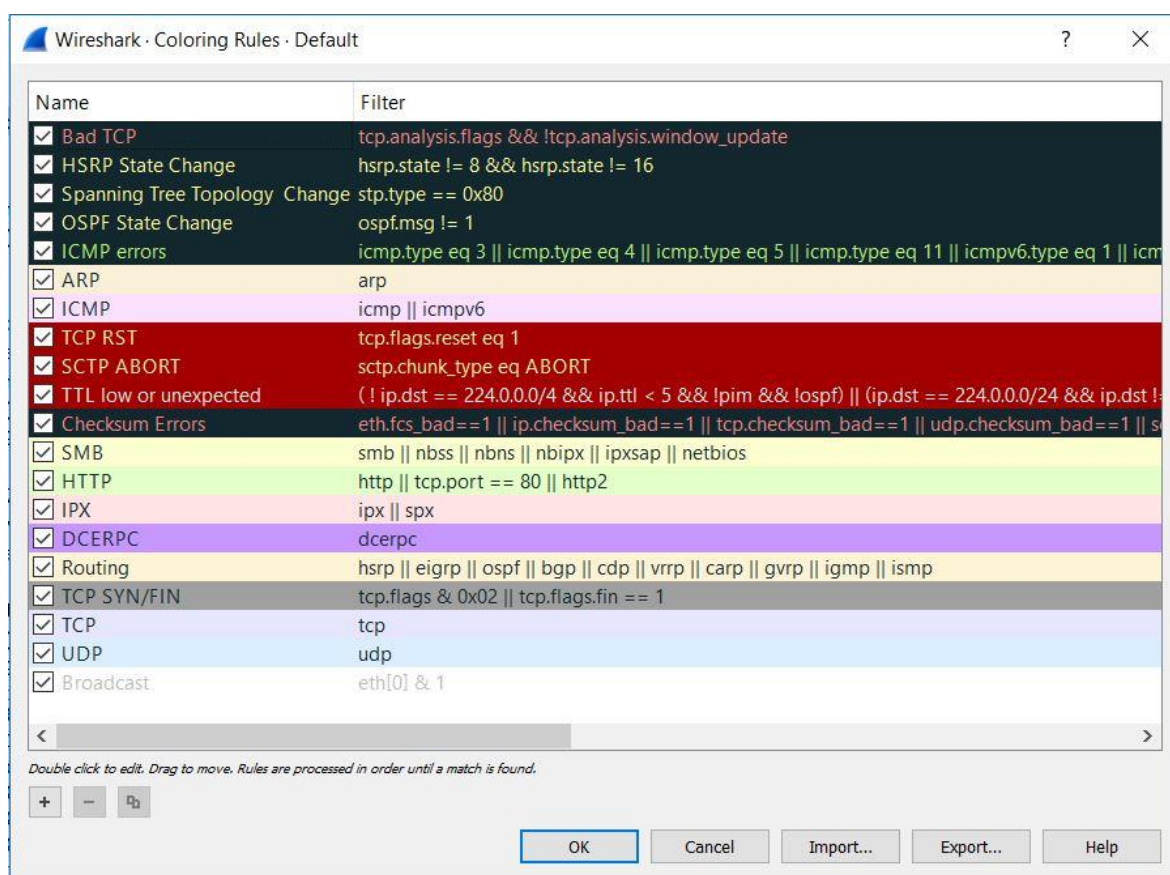 Wireshark · Coloring Rules · Default ?
Name Filter
Bad TCP tcp.analysis.flags && !tcp.analysis.window_update
HSRP State Change hsrp.state != 8 && hsrp.state != 16
Spanning Tree Topology Change stp.type == 0x80
OSPF State Change ospf.msg != 1
ICMP errors icmp.type eq 3 || icmp.type eq 4 || icmp.type eq 5 || icmp.type eq 11 || icmpv6.type eq 1 || icm
ARP arp
ICMP icmp || icmpv6
TCP RST tcp.flags.reset eq 1
SCTP ABORT sctp.chunk_type eq ABORT
TTL low or unexpected ( ! ip.dst == 224.0.0.0/4 && ip.ttl < 5 && !pim && !ospf) || (ip.dst == 224.0.0.0/24 && ip.dst !
Checksum Errors eth.fcs_bad==1 || ip.checksum_bad==1 || tcp.checksum_bad==1 || udp.checksum_bad==1 || s
SMB smb || nbss || nbns || nbipx || ipxsap || netbios
HTTP http || tcp.port == 80 || http2
IPX ipx || spx
DCERPC dcerpc
Routing hsrp || eigrp || ospf || bgp || cdp || vrrp || carp || gvrp || igmp || ismp
TCP SYN/FIN tcp.flags & 0x02 || tcp.flags.fin == 1
TCP tcp
UDP udp
Broadcast eth[0] & 1
Double click to edit. Drag to move. Rules are processed in order until a match is found.
OK Cancel Import... Export... Help